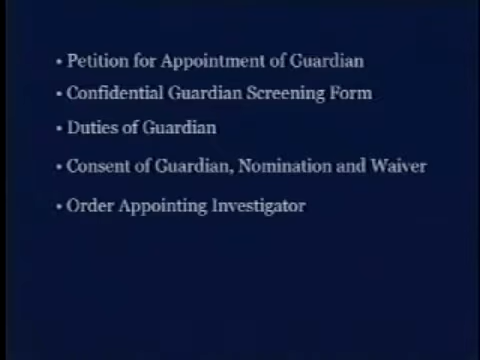 • Petition for Appointment of Guardian
• Confidential Guardian Screening Form
• Duties of Guardian
• Consent of Guardian, Nomination and Waiver
• Order Appointing Investigator